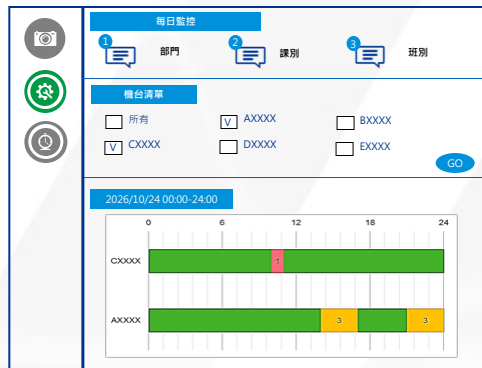 每日監控
1 部門 2 課別 3 班別
機台清單
所有 V AXXXX BXXXX
V CXXXX DXXXX EXXXX
GO
2026/10/24 00:00-24:00
0 6 12 18 24
CXXXX 1
AXXXX 3 3